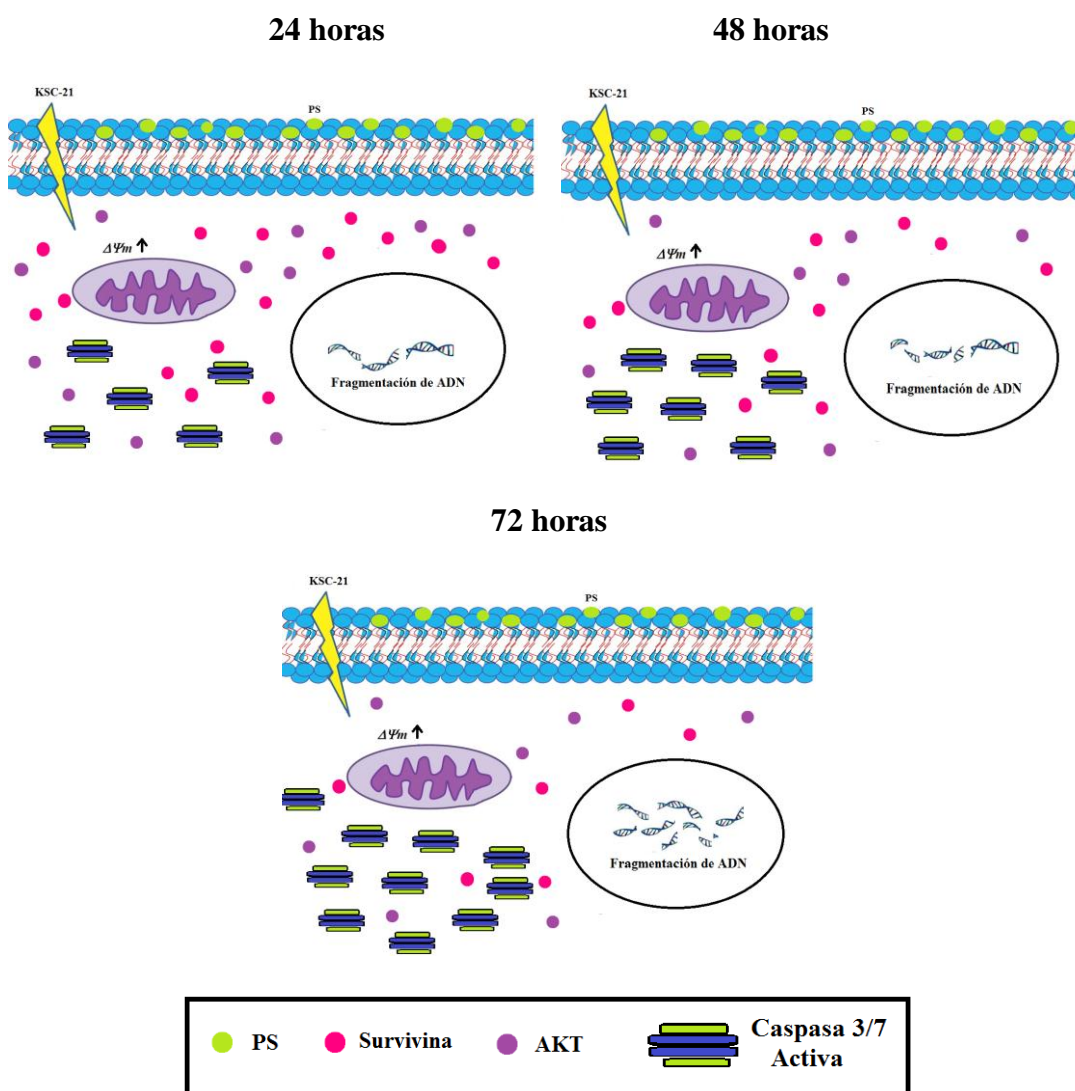 24 horas
48 horas
KSC-21
PS
ΔΨm ↑
Fragmentación de ADN
KSC-21
PS
ΔΨm ↑
Fragmentación de ADN
72 horas
KSC-21
PS
ΔΨm ↑
Fragmentación de ADN
PS
Survivina
AKT
Caspasa 3/7
Activa